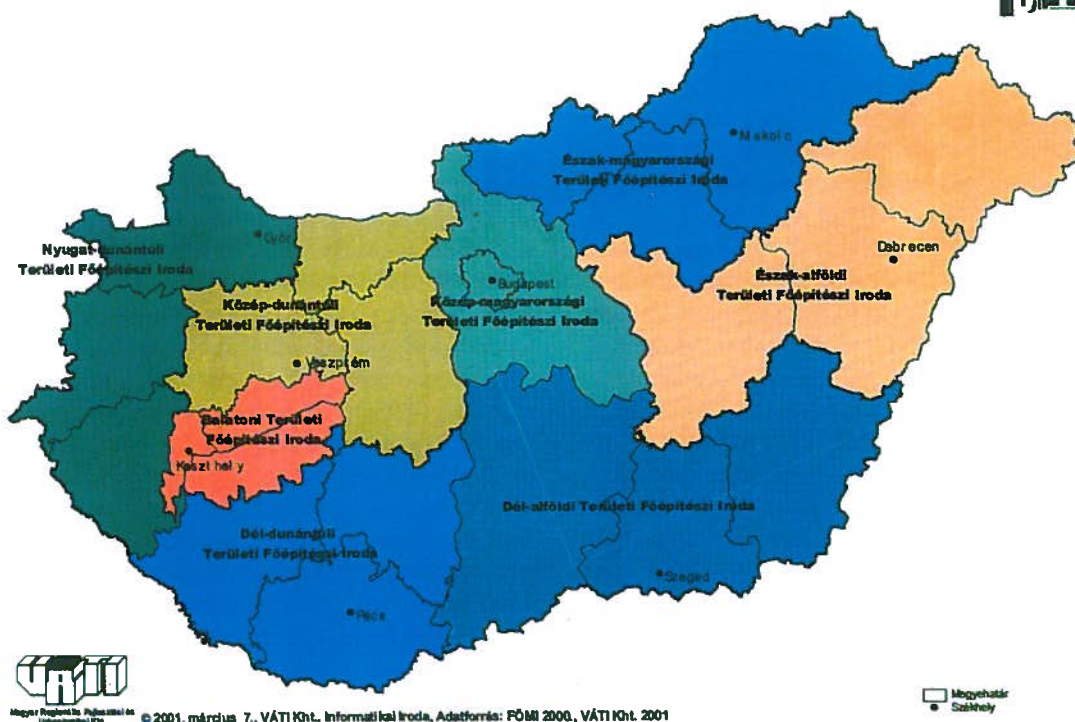 Miskolc
Észak-magyarországi
Területi Főépítészi Iroda
Győr
Nyugat-dunántúli
Területi Főépítészi Iroda
Debrecen
Észak-alföldi
Területi Főépítészi Iroda
Budapest
Közép-magyarországi
Területi Főépítészi Iroda
Közép-dunántúli
Területi Főépítészi Iroda
Veszprém
Balatoni Területi
Főépítészi Iroda
Keszthely
Dél-alföldi Területi Főépítészi Iroda
Dél-dunántúli
Területi Főépítészi Iroda
Szeged
Pécs
VÁTI
© 2001. március 7., VÁTI Kht., Informatikai Iroda, Adatforrás: FÖMI 2000., VÁTI Kht. 2001
Megyehatár
Székhely